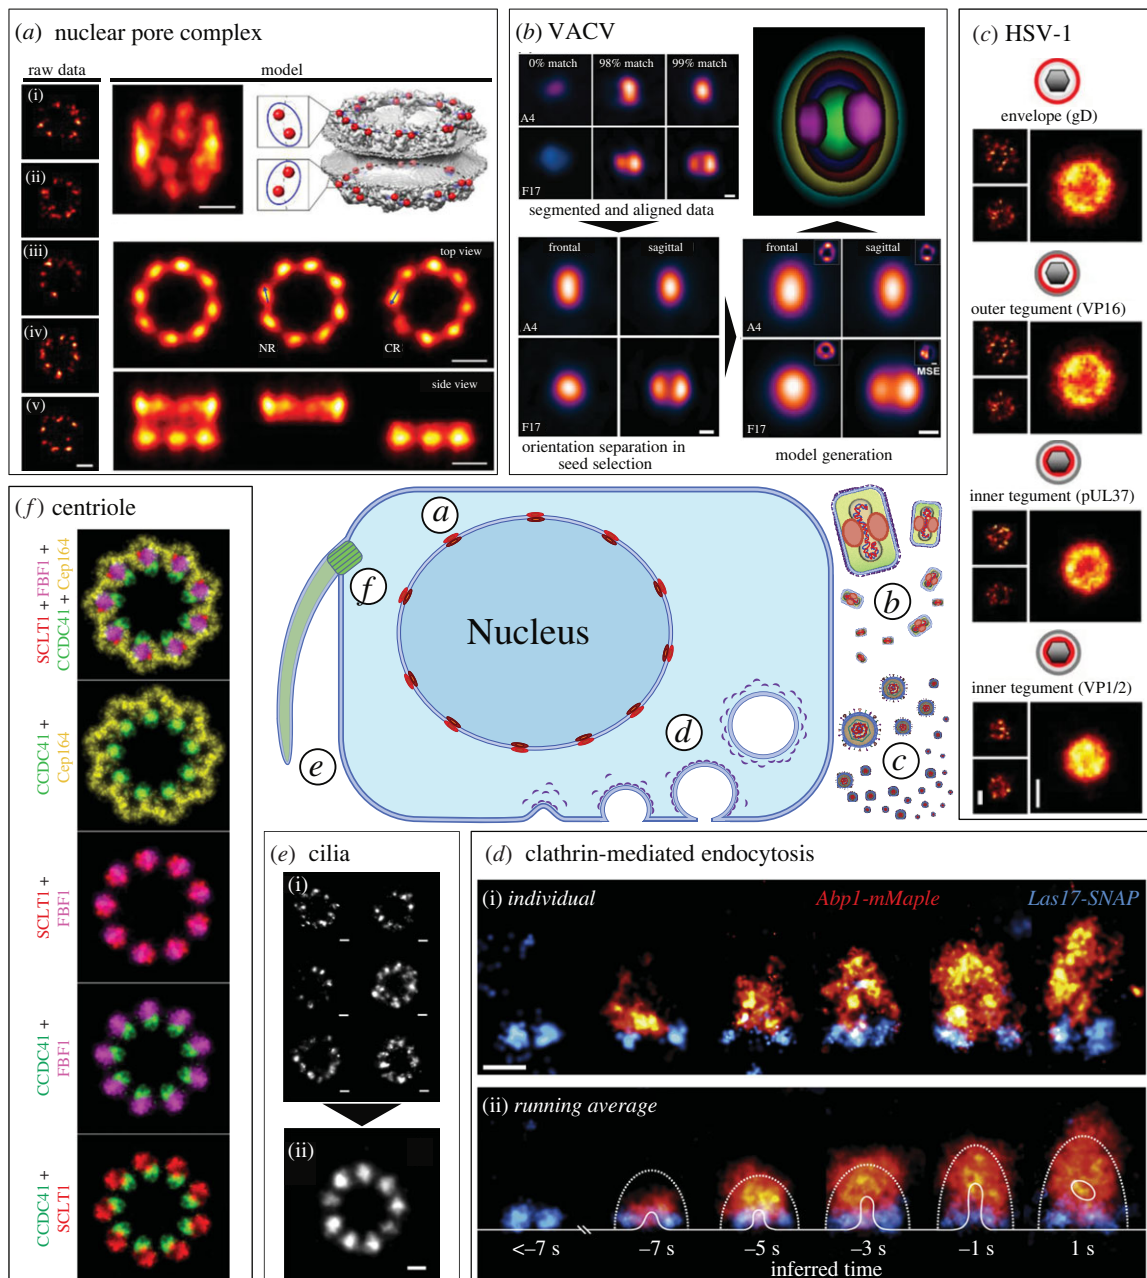 (a) nuclear pore complex
raw data
model
(i)
(ii)
(iii)
(iv)
(v)
top view
NR
CR
side view
(b) VACV
0% match
98% match
99% match
A4
F17
segmented and aligned data
frontal
sagittal
A4
F17
orientation separation in
seed selection
frontal
sagittal
A4
F17
MSE
model generation
(c) HSV-1
envelope (gD)
outer tegument (VP16)
inner tegument (pUL37)
inner tegument (VP1/2)
(f) centriole
SCLT1 + FBF1 +
CCDC41 + Cep164
CCDC41 +
Cep164
SCLT1 +
FBF1
CCDC41 +
FBF1
CCDC41 +
SCLT1
a
f
Nucleus
e
d
b
c
(e) cilia
(i)
(ii)
(d) clathrin-mediated endocytosis
(i) individual
Abp1-mMaple
Las17-SNAP
(ii) running average
<–7 s
–7 s
–5 s
–3 s
–1 s
1 s
inferred time